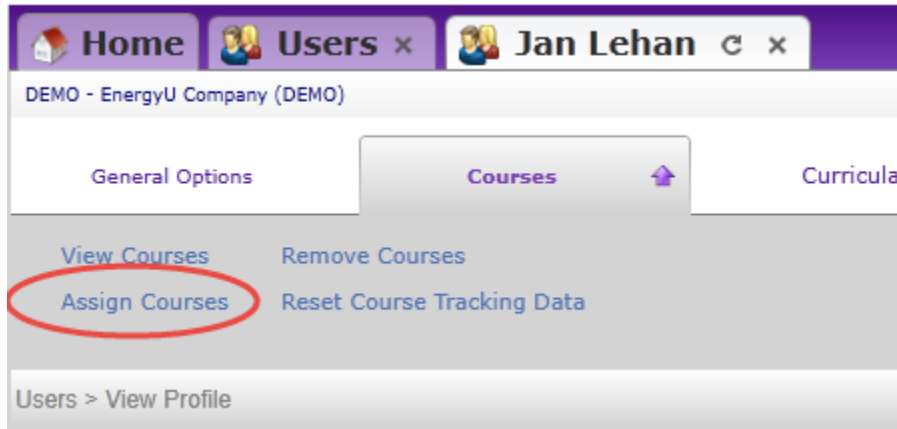 Home Users × Jan Lehan ×
DEMO - EnergyU Company (DEMO)
General Options Courses Curricula
View Courses Remove Courses
Assign Courses Reset Course Tracking Data
Users > View Profile